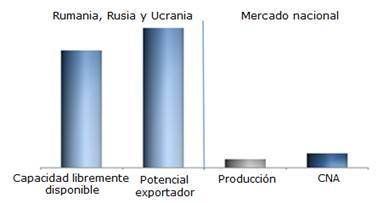 Rumania, Rusia y Ucrania
Mercado nacional
Capacidad libremente
disponible
Potencial
exportador
Producción
CNA